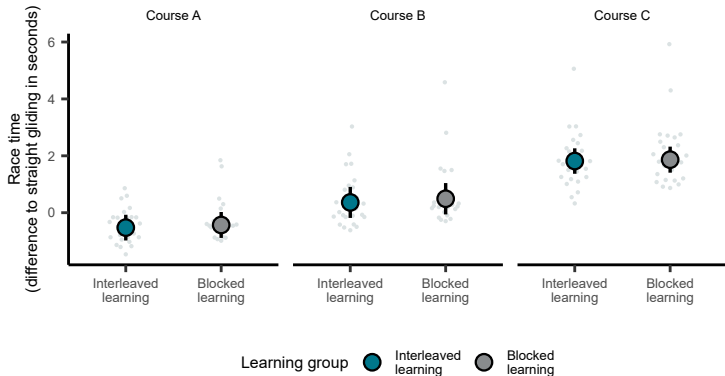 Course A
Course B
Course C
Race time
(difference to straight gliding in seconds)
6
4
2
0
Interleaved
learning
Blocked
learning
Interleaved
learning
Blocked
learning
Interleaved
learning
Blocked
learning
Learning group
Interleaved
learning
Blocked
learning